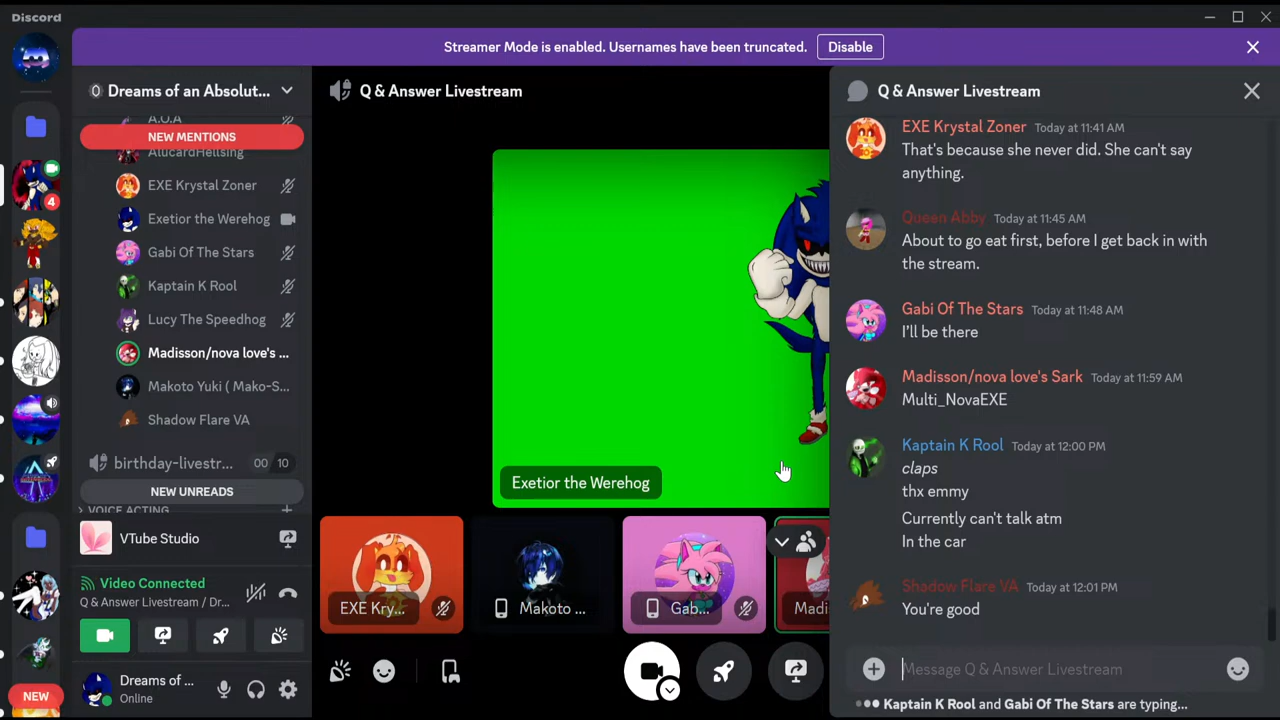 Discord
Streamer Mode is enabled. Usernames have been truncated.
Disable
Dreams of an Absolut...
A.O.A
NEW MENTIONS
AlucardHellsing
EXE Krystal Zoner
Exetior the Werehog
Gabi Of The Stars
Kaptain K Rool
Lucy The Speedhog
Madisson/nova love's ...
Makoto Yuki ( Mako-S...
Shadow Flare VA
birthday-livestr...
00 10
NEW UNREADS
VOICE ACTING
VTube Studio
Video Connected
Q & Answer Livestream / Dr...
Dreams of ...
Online
4
NEW
Q & Answer Livestream
Exetior the Werehog
EXE Kry...
Makoto ...
Gab...
Madi
Q & Answer Livestream
EXE Krystal Zoner Today at 11:41 AM
That's because she never did. She can't say
anything.
Queen Abby Today at 11:45 AM
About to go eat first, before I get back in with
the stream.
Gabi Of The Stars Today at 11:48 AM
I'll be there
Madisson/nova love's Sark Today at 11:59 AM
Multi_NovaEXE
Kaptain K Rool Today at 12:00 PM
claps
thx emmy
Currently can't talk atm
In the car
Shadow Flare VA Today at 12:01 PM
You're good
Message Q & Answer Livestream
Kaptain K Rool and Gabi Of The Stars are typing...